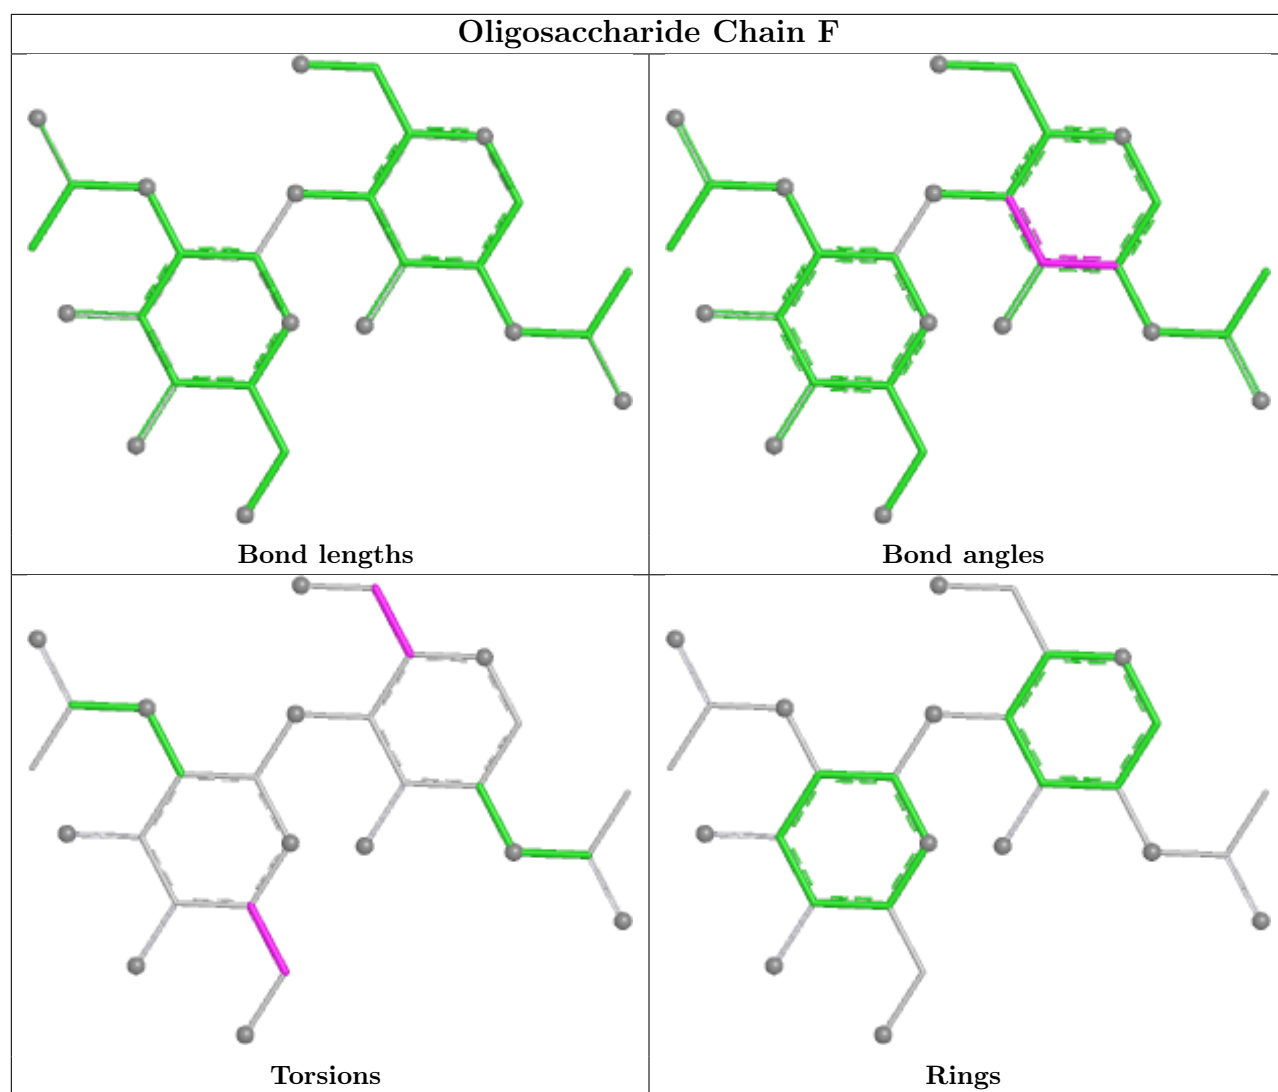 Oligosaccharide Chain F
Bond lengths
Bond angles
Torsions
Rings